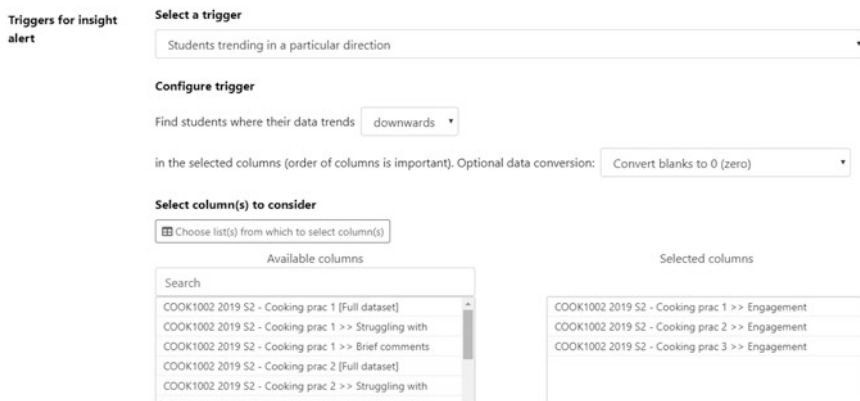 Triggers for insight alert
Select a trigger
Students trending in a particular direction
Configure trigger
Find students where their data trends downwards
in the selected columns (order of columns is important). Optional data conversion: Convert blanks to 0 (zero)
Select column(s) to consider
Choose list(s) from which to select column(s)
Available columns
Search
COOK1002 2019 S2 - Cooking prac 1 [Full dataset]
COOK1002 2019 S2 - Cooking prac 1 >> Struggling with
COOK1002 2019 S2 - Cooking prac 1 >> Brief comments
COOK1002 2019 S2 - Cooking prac 2 [Full dataset]
COOK1002 2019 S2 - Cooking prac 2 >> Struggling with
Selected columns
COOK1002 2019 S2 - Cooking prac 1 >> Engagement
COOK1002 2019 S2 - Cooking prac 2 >> Engagement
COOK1002 2019 S2 - Cooking prac 3 >> Engagement